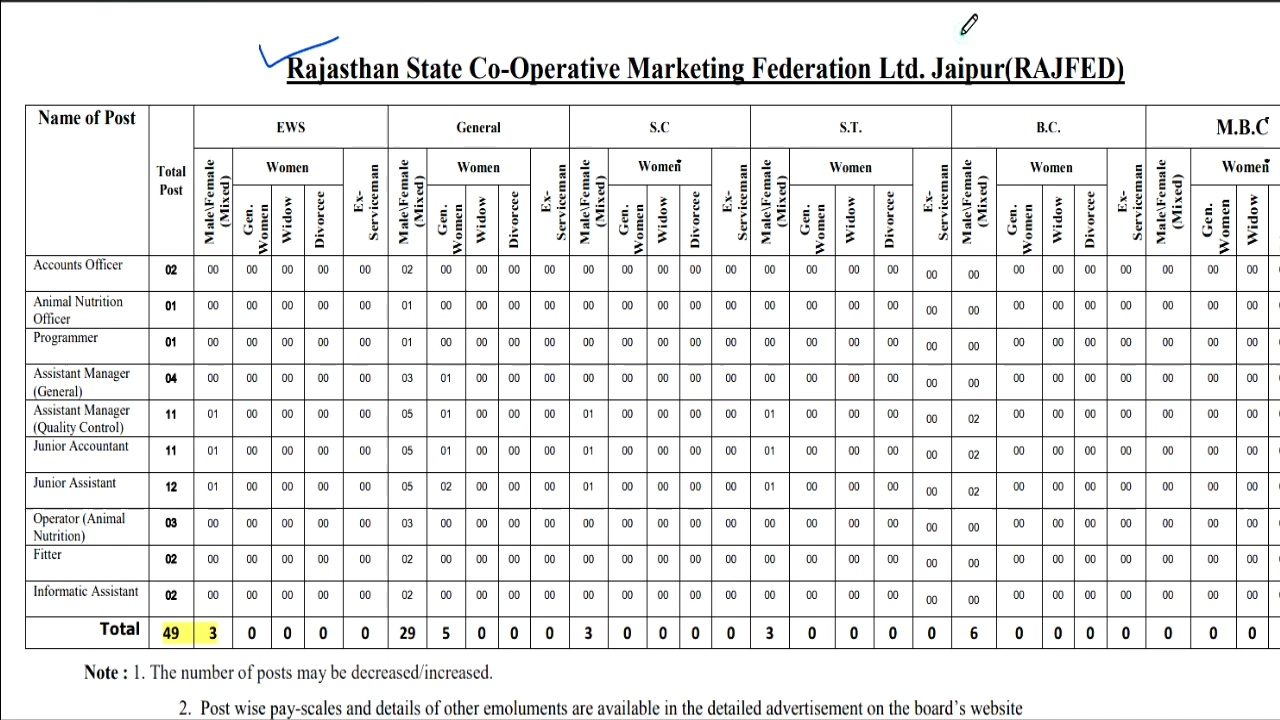 Rajasthan State Co-Operative Marketing Federation Ltd. Jaipur(RAJFED)
Name of Post Total Post EWS General S.C S.T. B.C. M.B.C
Male\Female (Mixed) Women Ex-Serviceman Male\Female (Mixed) Women Ex-Serviceman Male\Female (Mixed) Women Ex-Serviceman Male\Female (Mixed) Women Ex-Serviceman Male\Female (Mixed) Women Ex-Serviceman Male\Female (Mixed) Women
Gen. Women Widow Divorcee Gen. Women Widow Divorcee Gen. Women Widow Divorcee Gen. Women Widow Divorcee Gen. Women Widow Divorcee Gen. Women Widow
Accounts Officer 02 00 00 00 00 00 02 00 00 00 00 00 00 00 00 00 00 00 00 00 00 00 00 00 00 00 00 00 00
Animal Nutrition Officer 01 00 00 00 00 00 01 00 00 00 00 00 00 00 00 00 00 00 00 00 00 00 00 00 00 00 00 00 00
Programmer 01 00 00 00 00 00 01 00 00 00 00 00 00 00 00 00 00 00 00 00 00 00 00 00 00 00 00 00 00
Assistant Manager (General) 04 00 00 00 00 00 03 01 00 00 00 00 00 00 00 00 00 00 00 00 00 00 00 00 00 00 00 00 00
Assistant Manager (Quality Control) 11 01 00 00 00 00 05 01 00 00 00 01 00 00 00 00 01 00 00 00 00 02 00 00 00 00 00 00 00
Junior Accountant 11 01 00 00 00 00 05 01 00 00 00 01 00 00 00 00 01 00 00 00 00 02 00 00 00 00 00 00 00
Junior Assistant 12 01 00 00 00 00 05 02 00 00 00 01 00 00 00 00 01 00 00 00 00 02 00 00 00 00 00 00 00
Operator (Animal Nutrition) 03 00 00 00 00 00 03 00 00 00 00 00 00 00 00 00 00 00 00 00 00 00 00 00 00 00 00 00 00
Fitter 02 00 00 00 00 00 02 00 00 00 00 00 00 00 00 00 00 00 00 00 00 00 00 00 00 00 00 00 00
Informatic Assistant 02 00 00 00 00 00 02 00 00 00 00 00 00 00 00 00 00 00 00 00 00 00 00 00 00 00 00 00 00
Total 49 3 0 0 0 0 29 5 0 0 0 3 0 0 0 0 3 0 0 0 0 6 0 0 0 0 0 0 0
Note : 1. The number of posts may be decreased/increased.
2. Post wise pay-scales and details of other emoluments are available in the detailed advertisement on the board's website